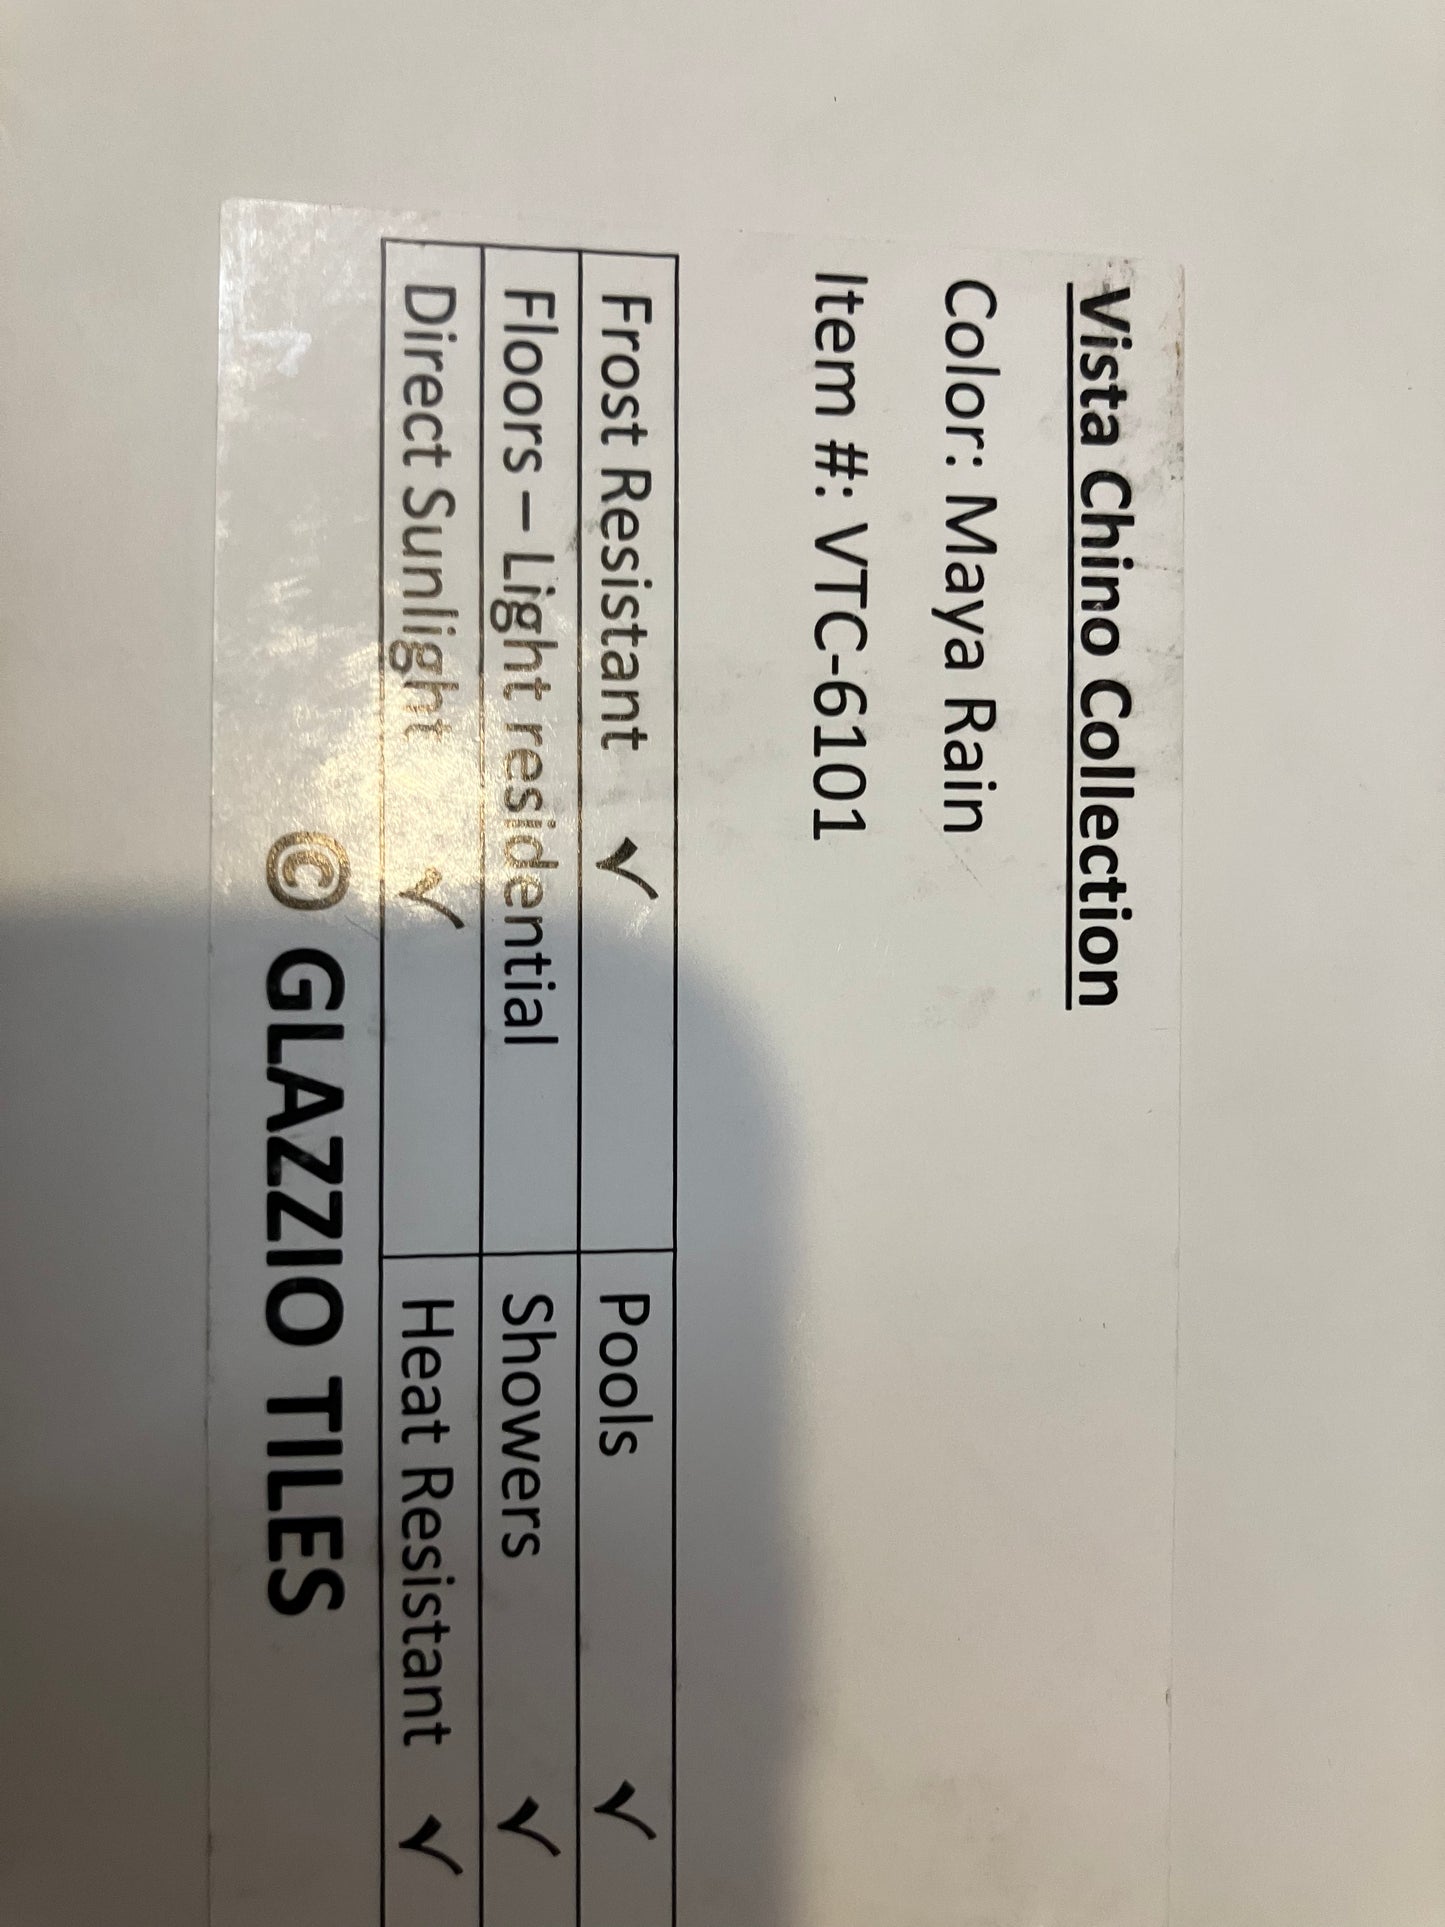 Vista Chino Collection
Color: Maya Rain
Item #: VTC-6101
Frost Resistant ✓ Pools ✓
Floors – Light residential Showers ✓
Direct Sunlight ✓ Heat Resistant ✓
© GLAZZIO TILES